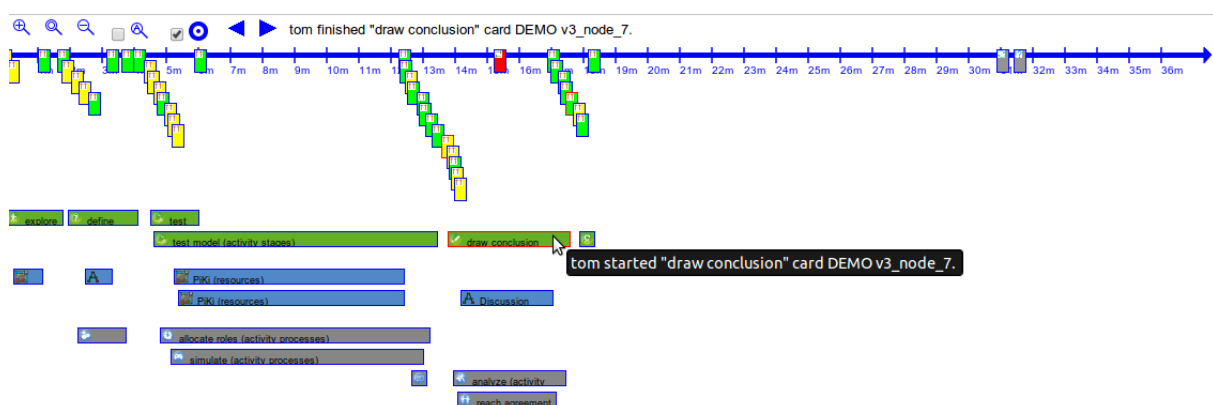 tom finished "draw conclusion" card DEMO v3_node_7.
5m 7m 8m 9m 10m 11m 13m 14m 16m 19m 20m 21m 22m 23m 24m 25m 26m 27m 28m 29m 30m 32m 33m 34m 35m 36m
explore define test
test model (activity stages) draw conclusion
tom started "draw conclusion" card DEMO v3_node_7.
A PiKi (resources)
PiKi (resources) A Discussion
allocate roles (activity processes)
simulate (activity processes)
analyze (activity
reach agreement